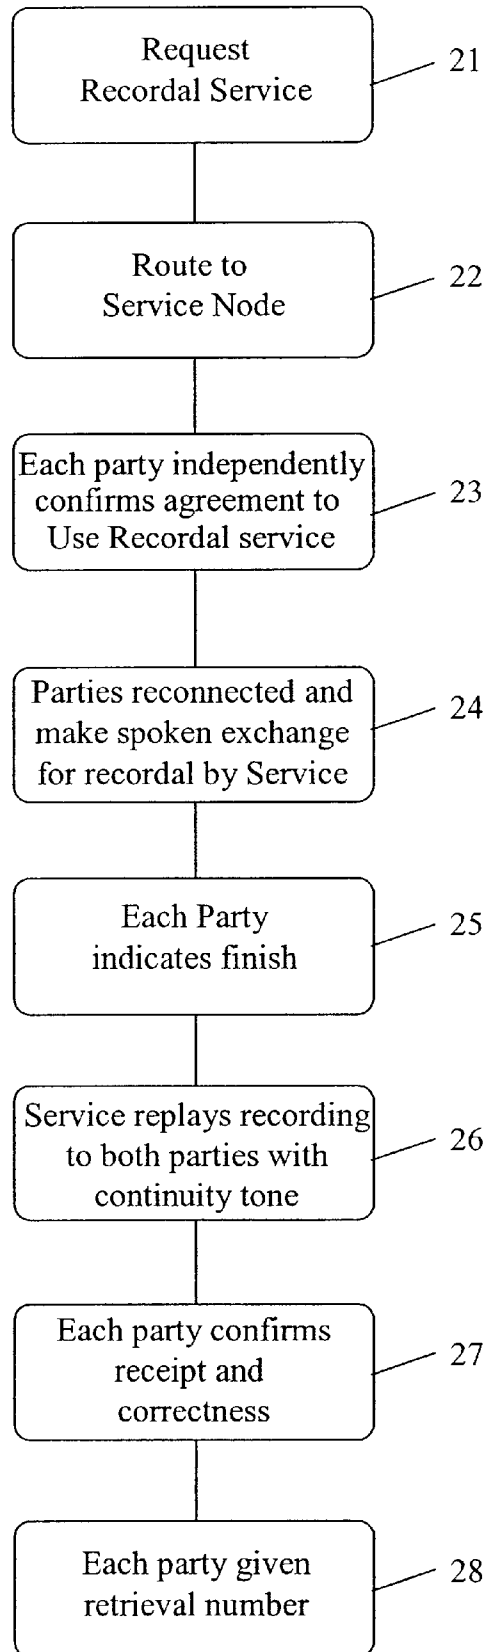 Request
Recordal Service
21
Route to
Service Node
22
Each party independently
confirms agreement to
Use Recordal service
23
Parties reconnected and
make spoken exchange
for recordal by Service
24
Each Party
indicates finish
25
Service replays recording
to both parties with
continuity tone
26
Each party confirms
receipt and
correctness
27
Each party given
retrieval number
28